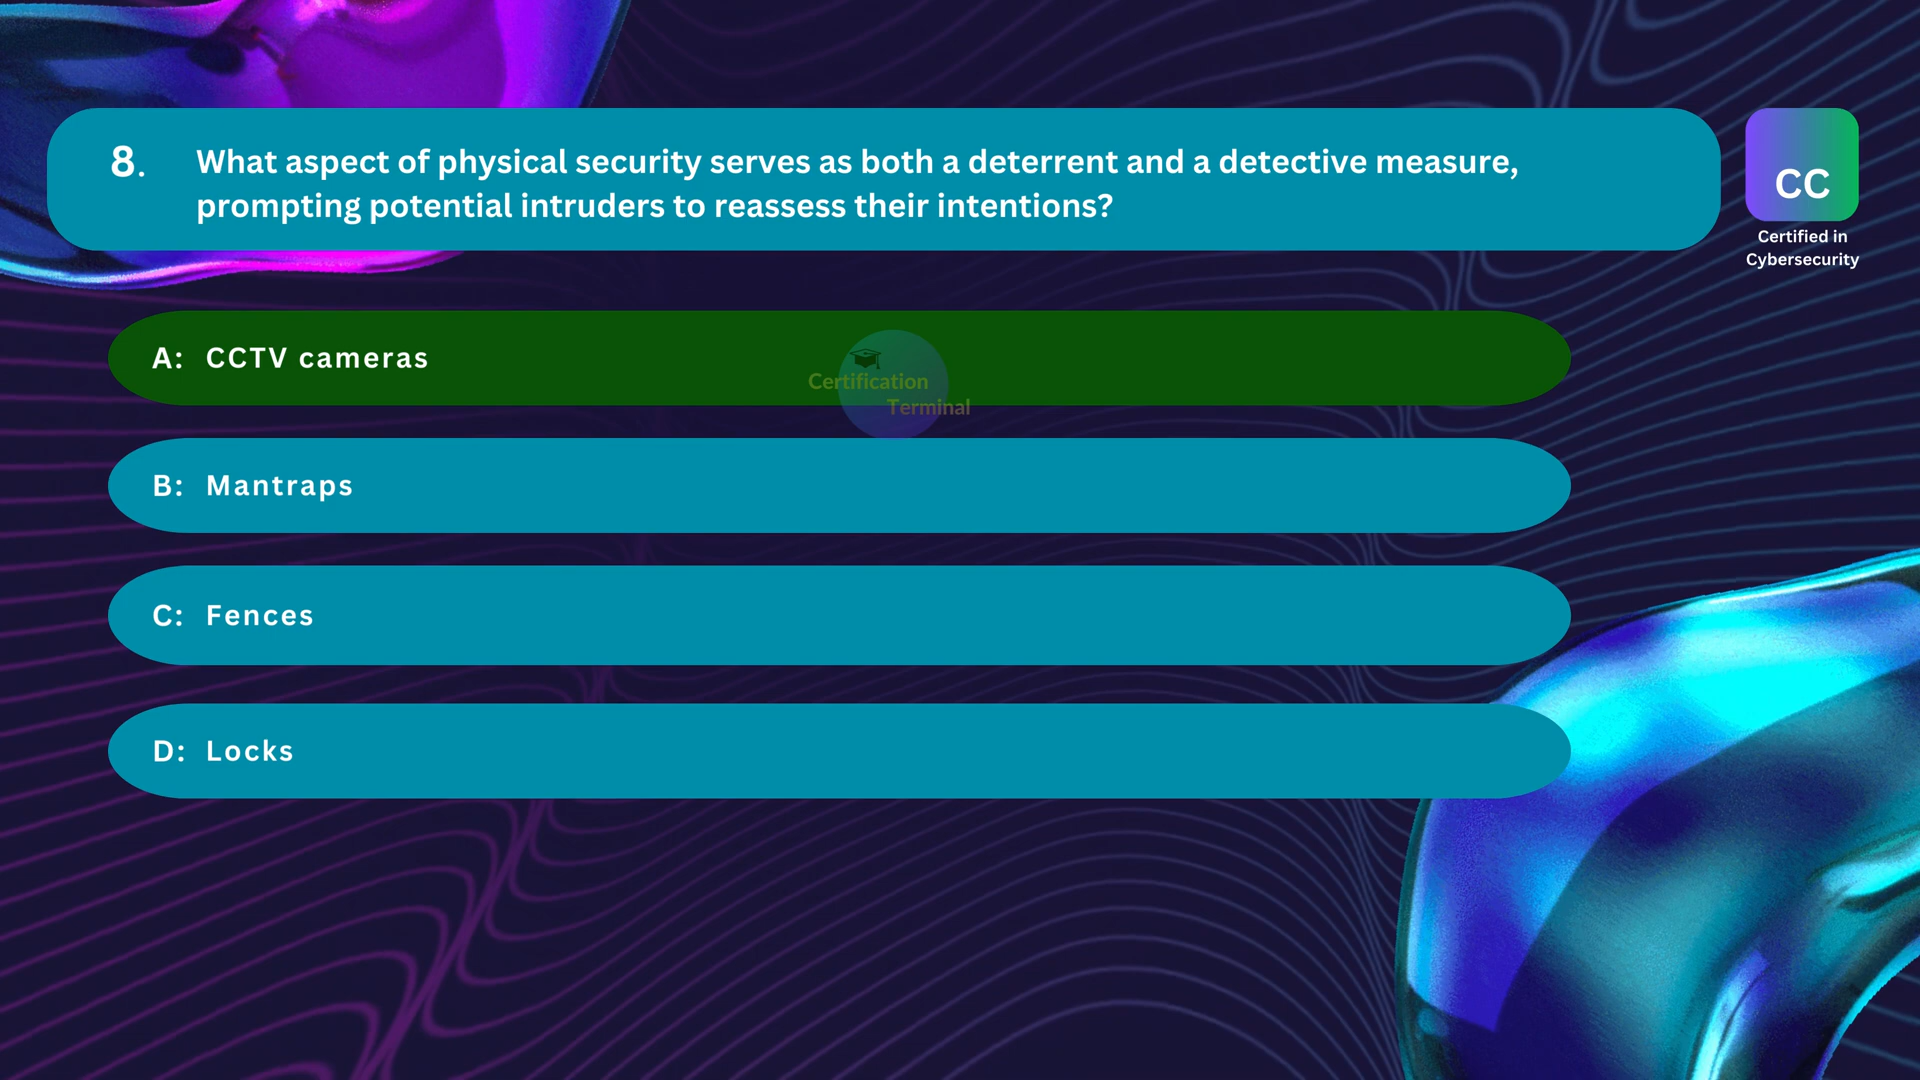 8. What aspect of physical security serves as both a deterrent and a detective measure,
prompting potential intruders to reassess their intentions?
CC
Certified in
Cybersecurity
A: CCTV cameras
Certification
Terminal
B: Mantraps
C: Fences
D: Locks